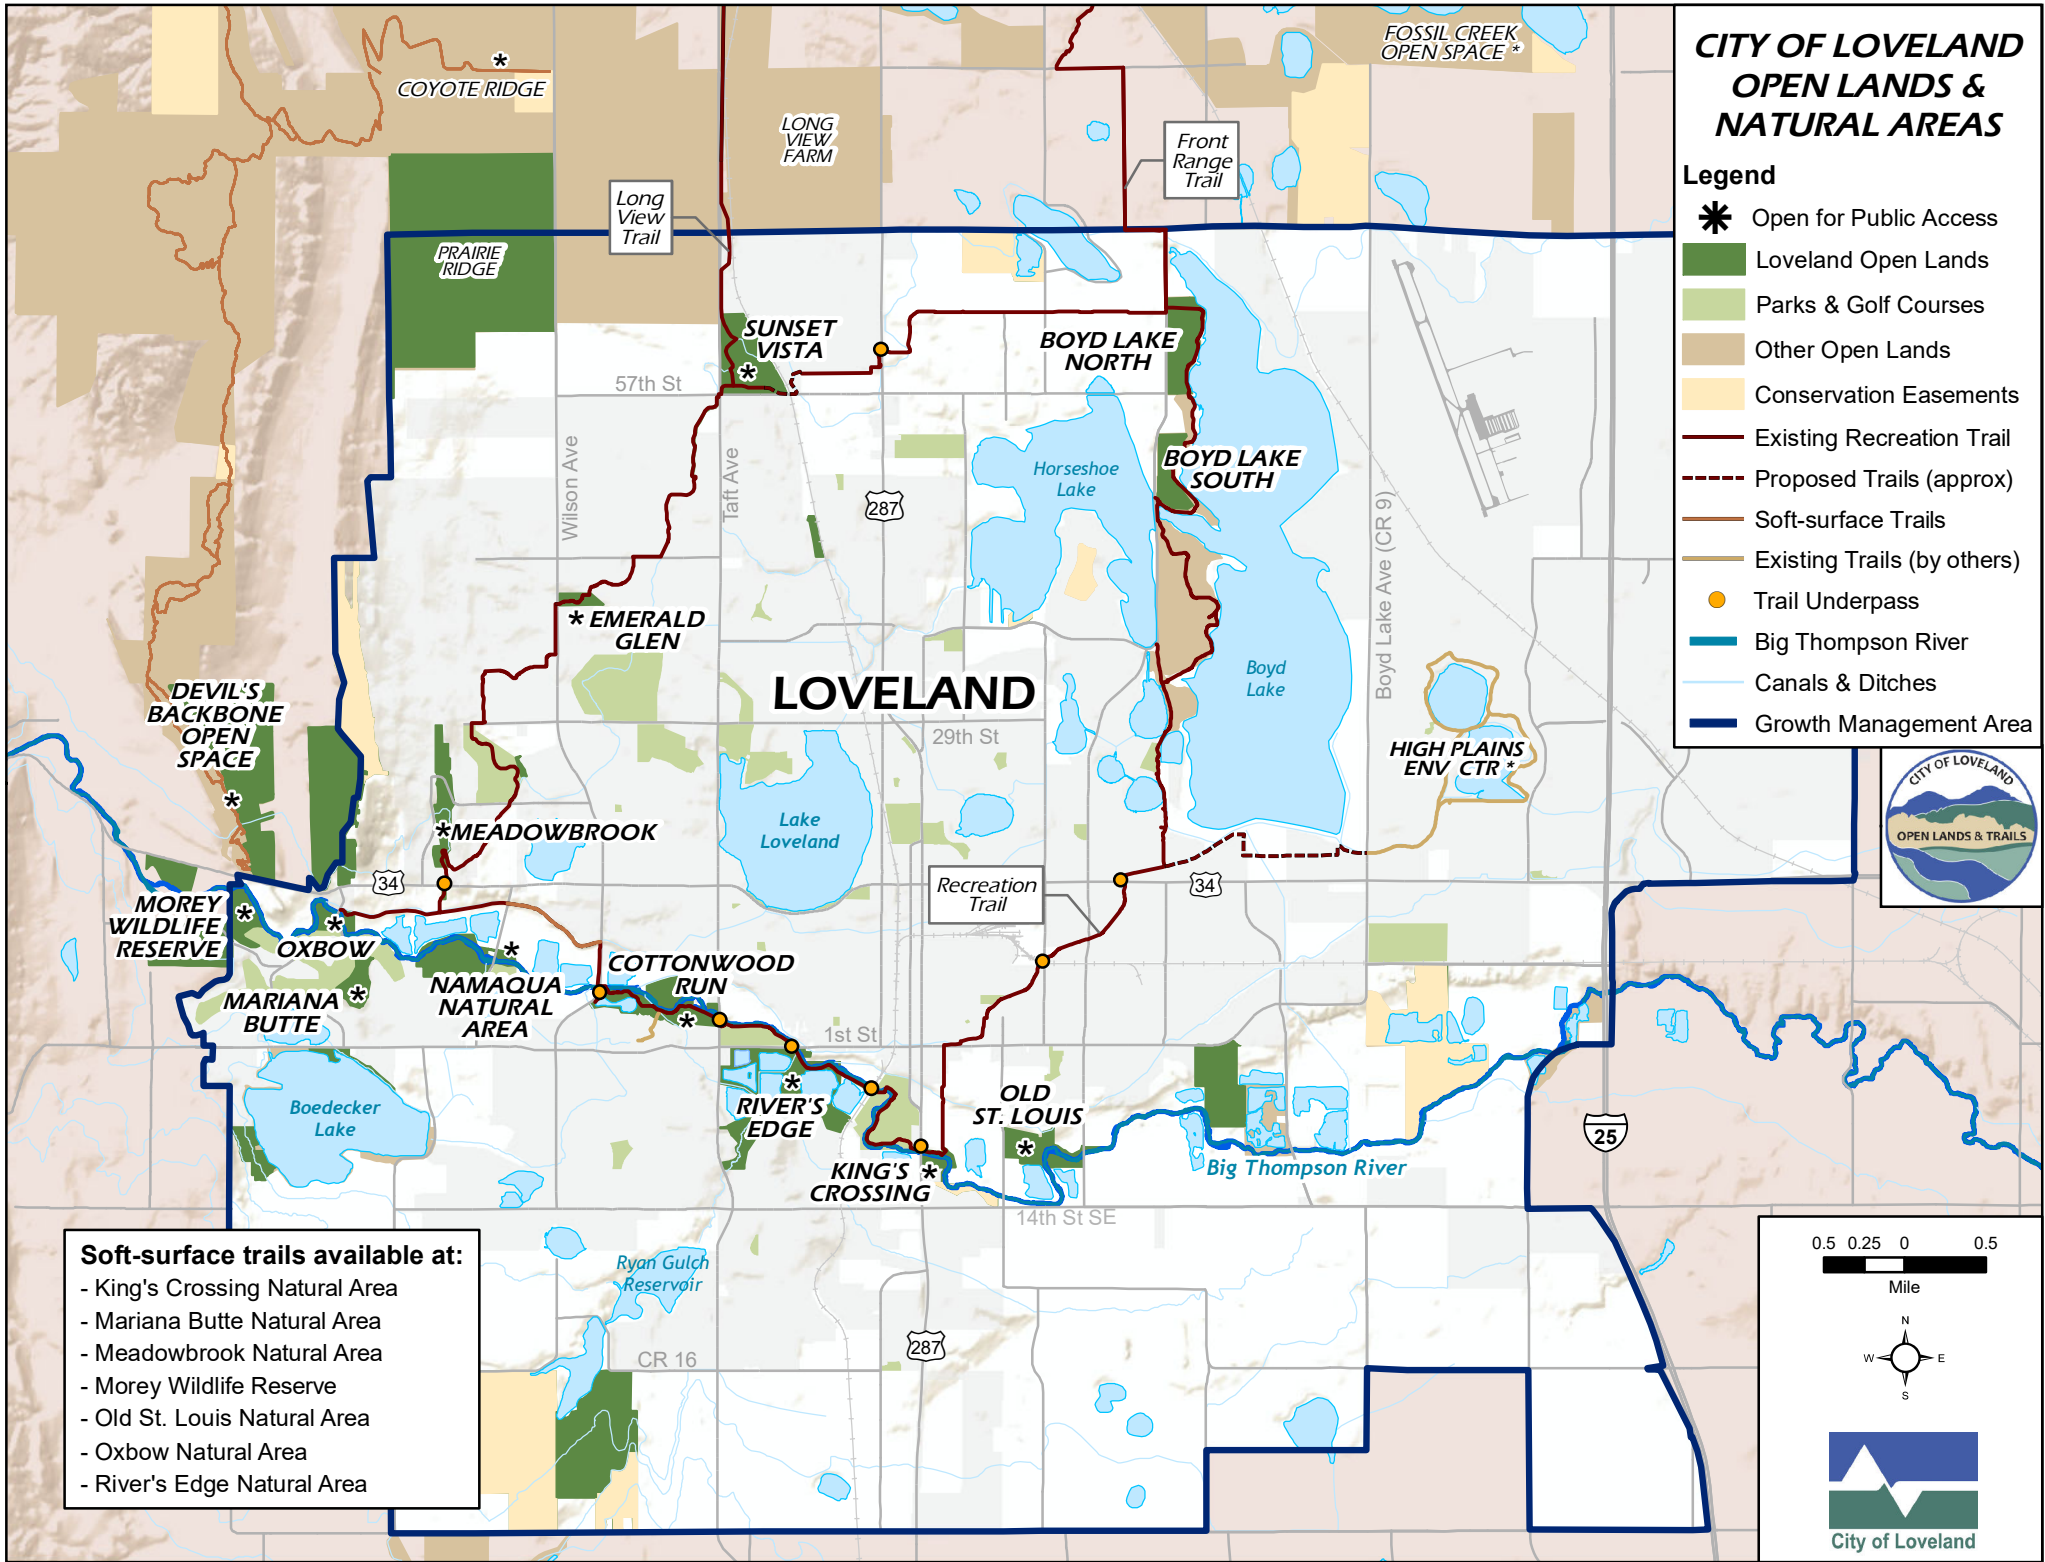 CITY OF LOVELAND
OPEN LANDS &
NATURAL AREAS
Legend
Open for Public Access
Loveland Open Lands
Parks & Golf Courses
Other Open Lands
Conservation Easements
Existing Recreation Trail
Proposed Trails (approx)
Soft-surface Trails
Existing Trails (by others)
Trail Underpass
Big Thompson River
Canals & Ditches
Growth Management Area
CITY OF LOVELAND
OPEN LANDS & TRAILS
FOSSIL CREEK
OPEN SPACE *
*
COYOTE RIDGE
LONG
VIEW
FARM
Front
Range
Trail
Long
View
Trail
PRAIRIE
RIDGE
SUNSET
VISTA
*
BOYD LAKE
NORTH
57th St
Wilson Ave
Taft Ave
287
Horseshoe
Lake
BOYD LAKE
SOUTH
Boyd Lake Ave (CR 9)
* EMERALD
GLEN
LOVELAND
Boyd
Lake
DEVIL'S
BACKBONE
OPEN
SPACE
*
29th St
HIGH PLAINS
ENV CTR *
*MEADOWBROOK
Lake
Loveland
34
Recreation
Trail
34
MOREY
WILDLIFE
RESERVE
*
*
OXBOW
*
NAMAQUA
NATURAL
AREA
COTTONWOOD
RUN
*
MARIANA
BUTTE
*
1st St
Boedecker
Lake
*
RIVER'S
EDGE
OLD
ST. LOUIS
*
KING'S
CROSSING
*
Big Thompson River
25
14th St SE
Ryan Gulch
Reservoir
287
CR 16
Soft-surface trails available at:
- King's Crossing Natural Area
- Mariana Butte Natural Area
- Meadowbrook Natural Area
- Morey Wildlife Reserve
- Old St. Louis Natural Area
- Oxbow Natural Area
- River's Edge Natural Area
0.5 0.25 0 0.5
Mile
N
W E
S
City of Loveland